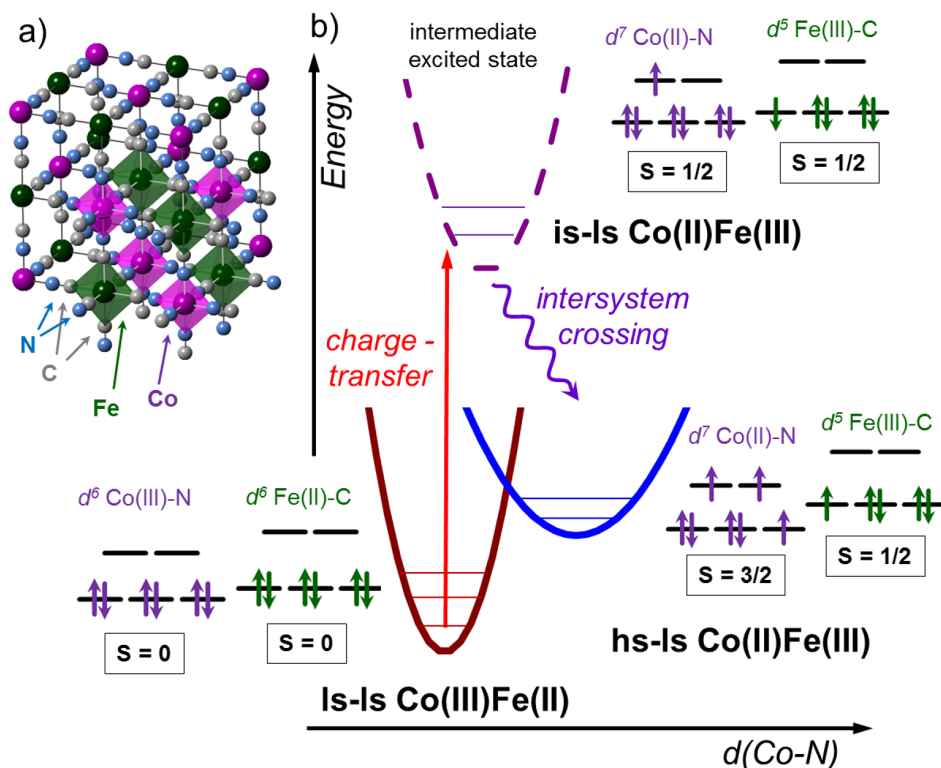 a)
N
C
Fe
Co
b)
Energy
intermediate
excited state
d⁷ Co(II)-N
d⁵ Fe(III)-C
S = 1/2
S = 1/2
is-ls Co(II)Fe(III)
charge -
transfer
intersystem
crossing
d⁶ Co(III)-N
d⁶ Fe(II)-C
S = 0
S = 0
ls-ls Co(III)Fe(II)
d⁷ Co(II)-N
d⁵ Fe(III)-C
S = 3/2
S = 1/2
hs-ls Co(II)Fe(III)
d(Co-N)